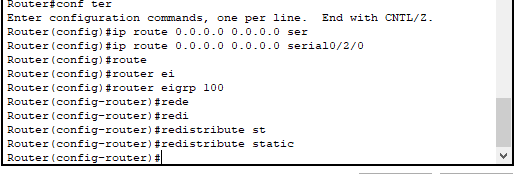 Router#conf ter
Enter configuration commands, one per line.  End with CNTL/Z.
Router(config)#ip route 0.0.0.0 0.0.0.0 ser
Router(config)#ip route 0.0.0.0 0.0.0.0 serial0/2/0
Router(config)#route
Router(config)#router ei
Router(config)#router eigrp 100
Router(config-router)#rede
Router(config-router)#redi
Router(config-router)#redistribute st
Router(config-router)#redistribute static
Router(config-router)#